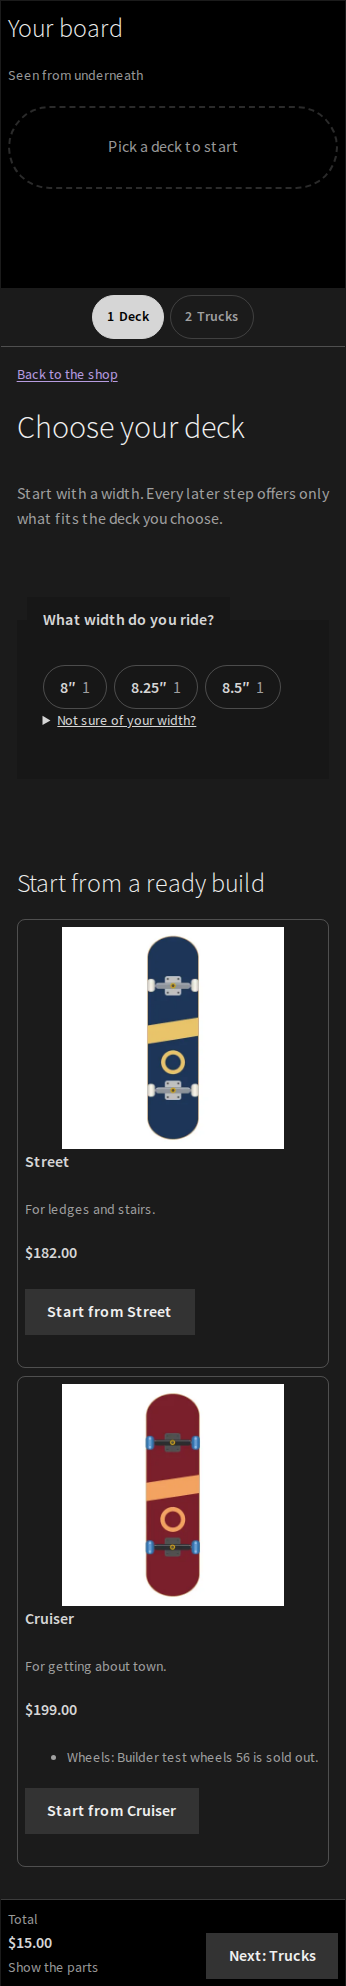 Your board
Seen from underneath
Pick a deck to start
1 Deck
2 Trucks
Back to the shop
Choose your deck
Start with a width. Every later step offers only
what fits the deck you choose.
What width do you ride?
8″ 1
8.25″ 1
8.5″ 1
Not sure of your width?
Start from a ready build
Street
For ledges and stairs.
$182.00
Start from Street
Cruiser
For getting about town.
$199.00
Wheels: Builder test wheels 56 is sold out.
Start from Cruiser
Total
$15.00
Show the parts
Next: Trucks